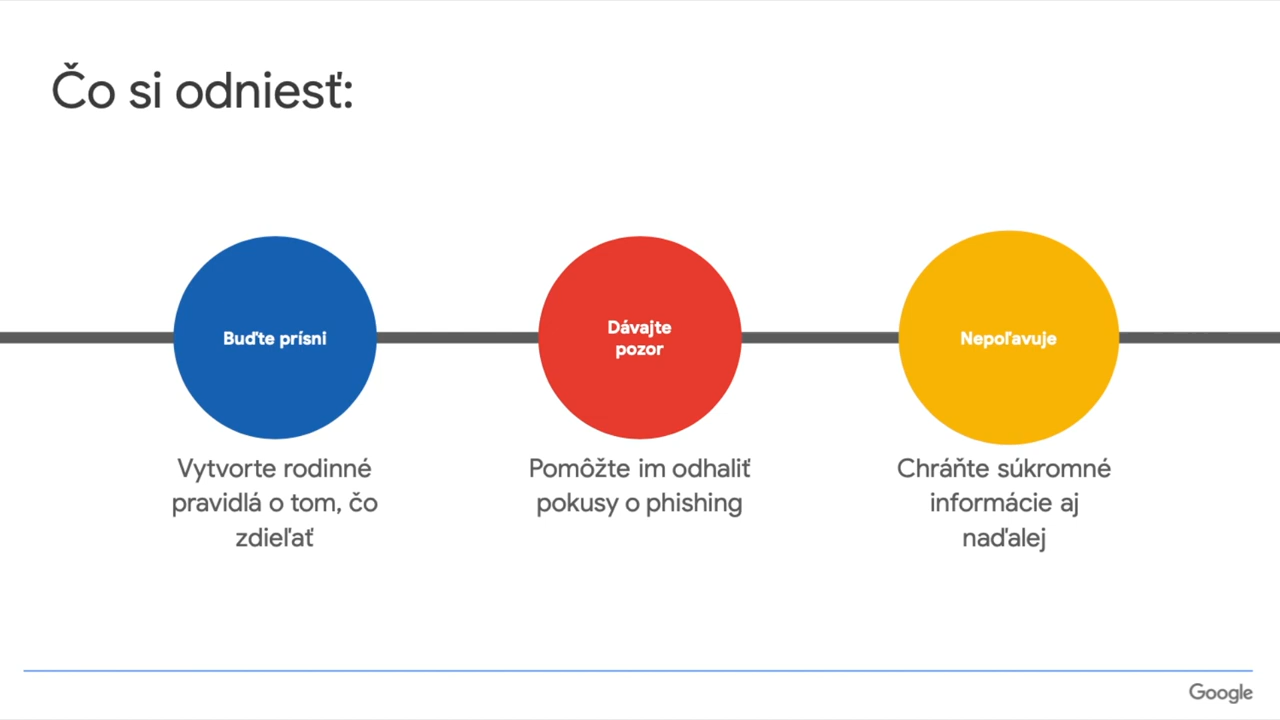 Čo si odniesť:
Buďte prísni
Dávajte
pozor
Nepoľavuje
Vytvorte rodinné
pravidlá o tom, čo
zdieľať
Pomôžte im odhaliť
pokusy o phishing
Chráňte súkromné
informácie aj
naďalej
Google